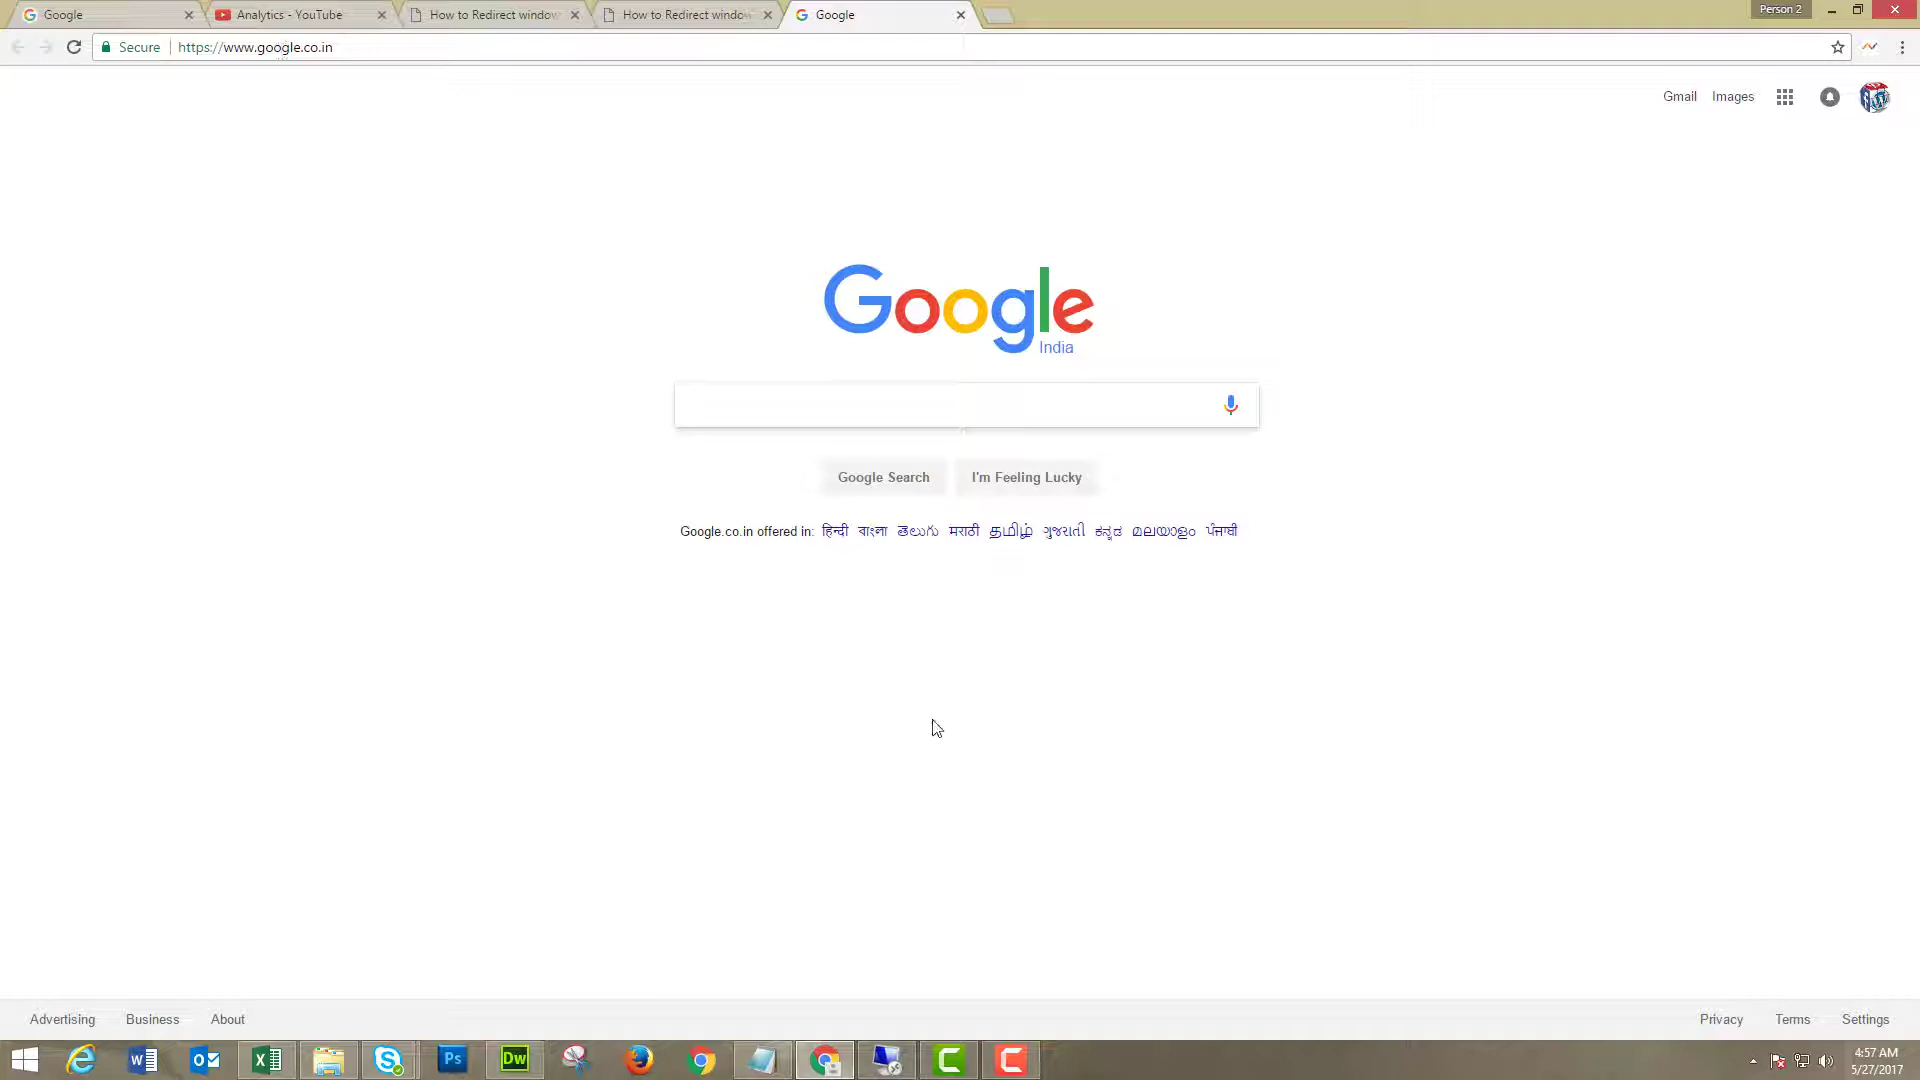 Google
Analytics - YouTube
How to Redirect window
How to Redirect window
Google
Person 2
Secure
https://www.google.co.in
Gmail
Images
Google
India
Google Search
I'm Feeling Lucky
Google.co.in offered in: हिन्दी বাংলা తెలుగు मराठी தமிழ் ગુજરાતી ಕನ್ನಡ മലയാളം ਪੰਜਾਬੀ
Advertising
Business
About
Privacy
Terms
Settings
Ps
Dw
4:57 AM
5/27/2017